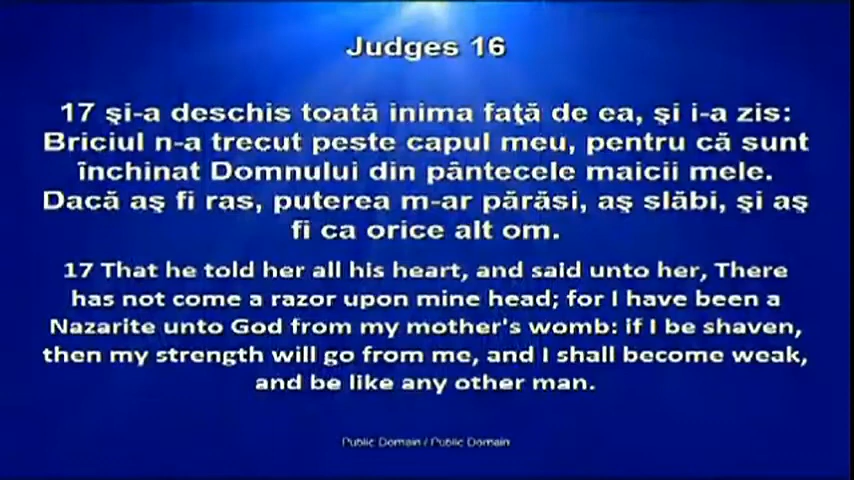 Judges 16
17 şi-a deschis toată inima faţă de ea, şi i-a zis:
Briciul n-a trecut peste capul meu, pentru că sunt
închinat Domnului din pântecele maicii mele.
Dacă aş fi ras, puterea m-ar părăsi, aş slăbi, şi aş
fi ca orice alt om.
17 That he told her all his heart, and said unto her, There
has not come a razor upon mine head; for I have been a
Nazarite unto God from my mother's womb: if I be shaven,
then my strength will go from me, and I shall become weak,
and be like any other man.
Public Domain / Public Domain